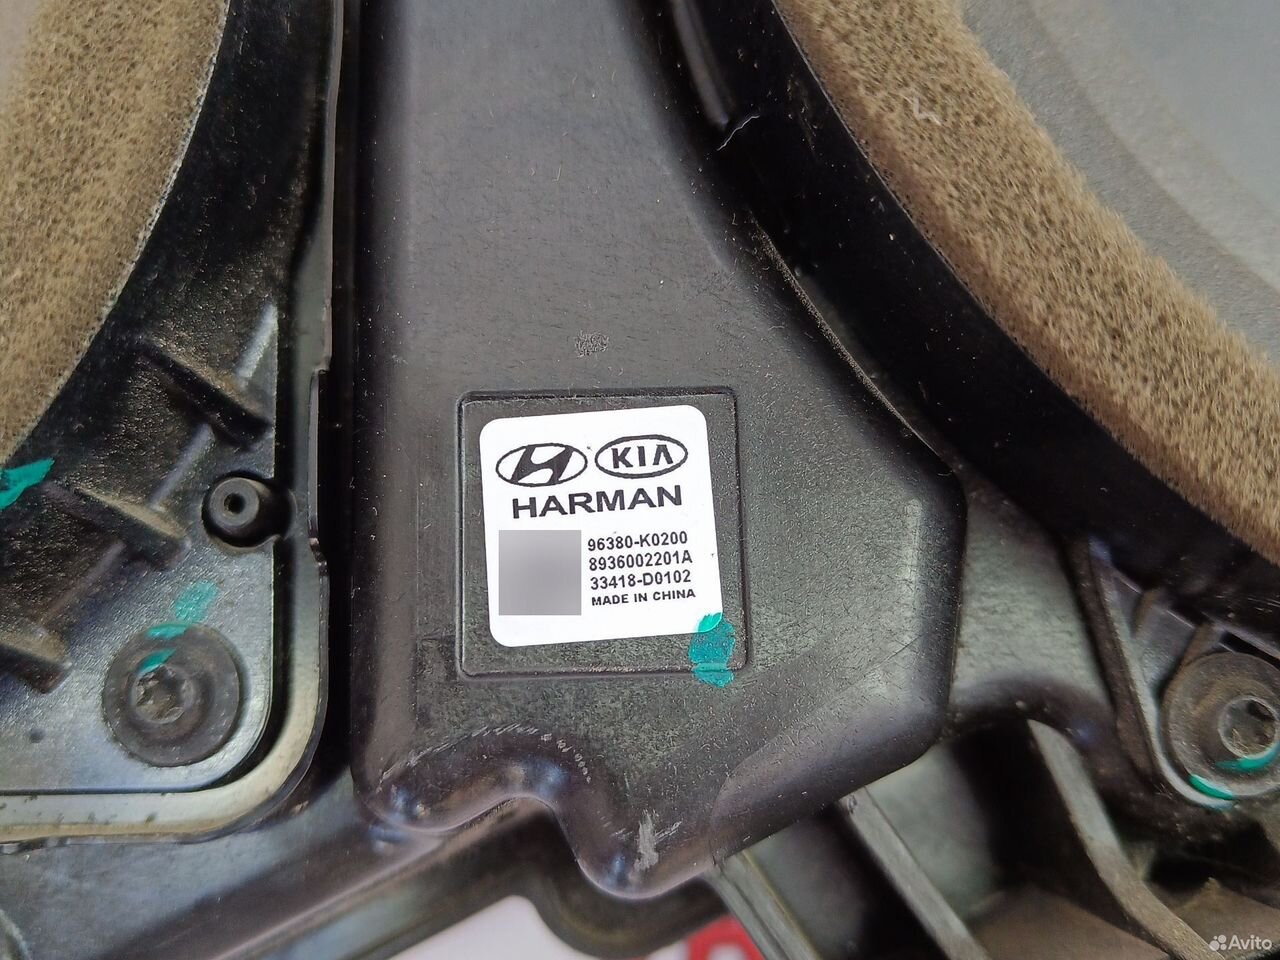 KIA
HARMAN
96380-K0200
8936002201A
33418-D0102
MADE IN CHINA
Avito